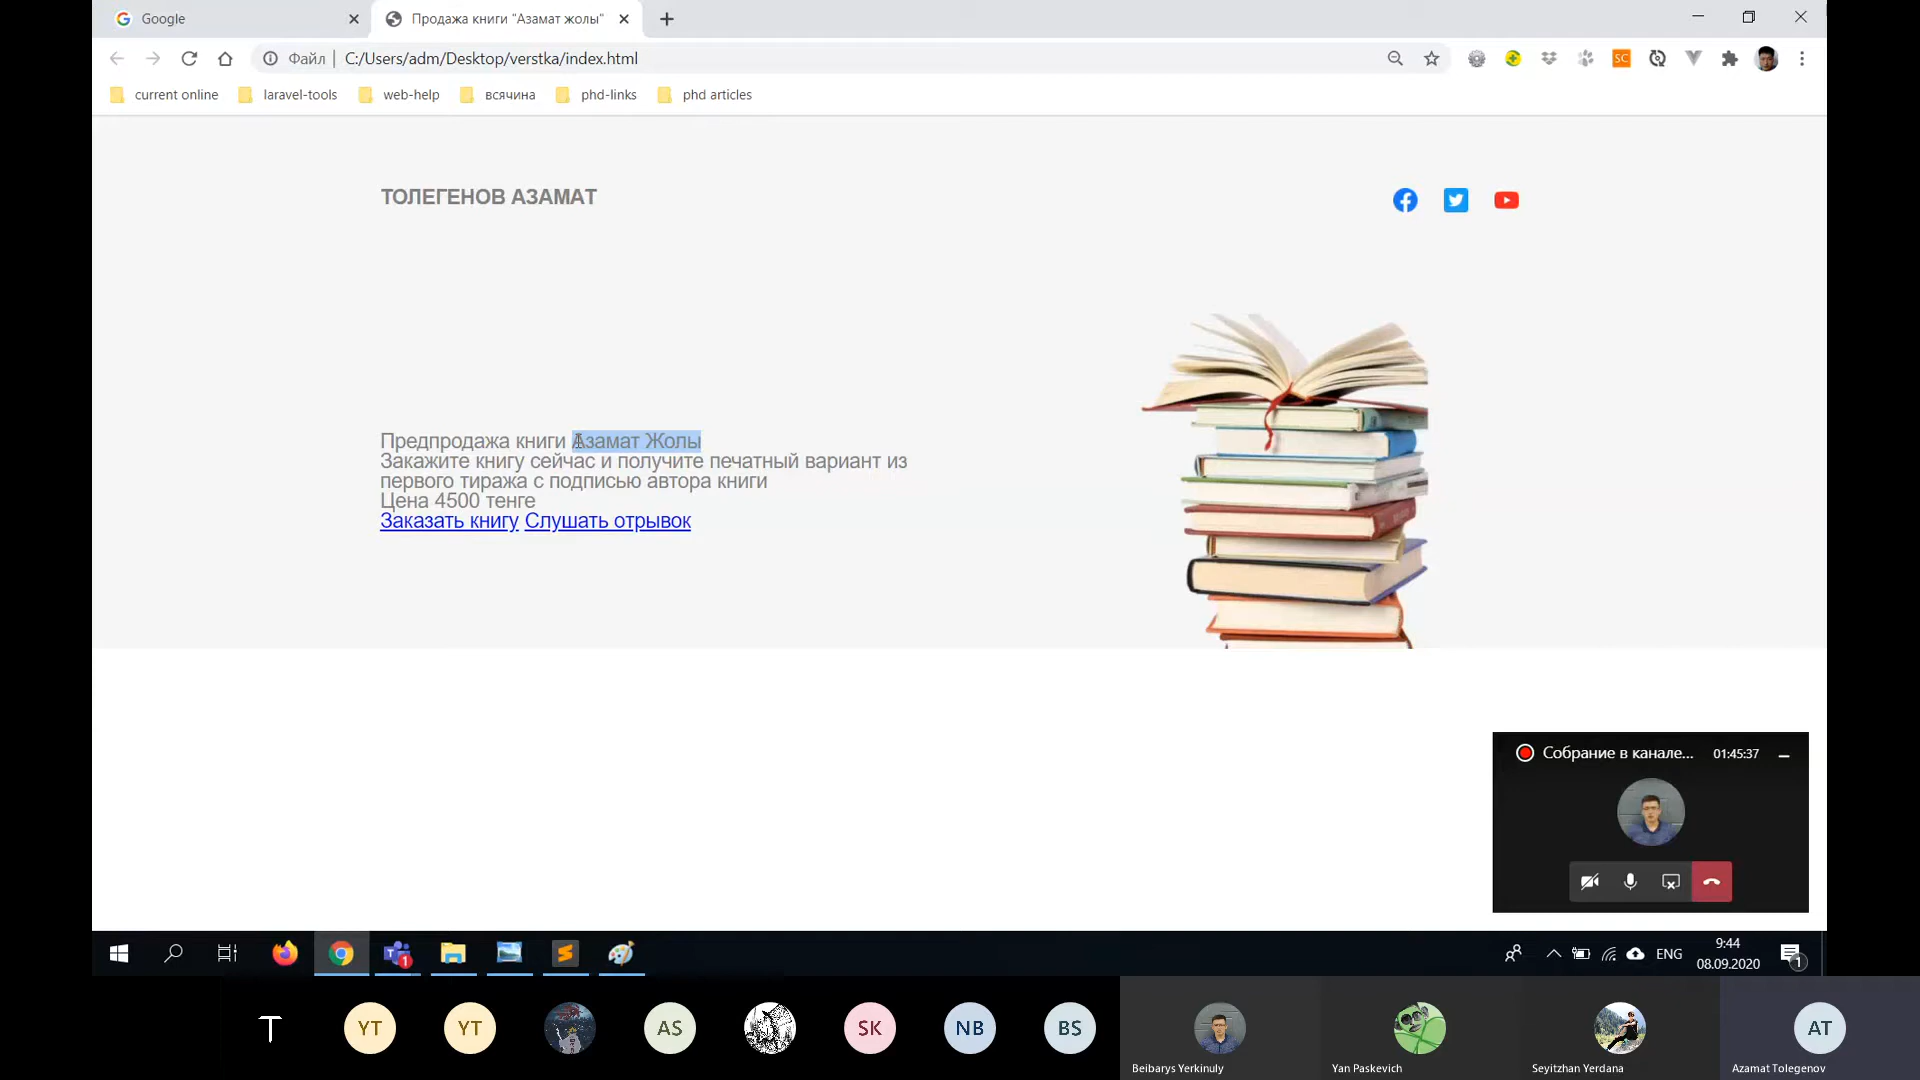 Google
Продажа книги "Азамат жолы"
Файл | C:/Users/adm/Desktop/verstka/index.html
SC
current online
laravel-tools
web-help
всячина
phd-links
phd articles
ТОЛЕГЕНОВ АЗАМАТ
Предпродажа книги Азамат Жолы
Закажите книгу сейчас и получите печатный вариант из
первого тиража с подписью автора книги
Цена 4500 тенге
Заказать книгу Слушать отрывок
Собрание в канале... 01:45:37
1
ENG
9:44
08.09.2020
1
T
YT
YT
AS
SK
NB
BS
AT
Beibarys Yerkinuly
Yan Paskevich
Seyitzhan Yerdana
Azamat Tolegenov